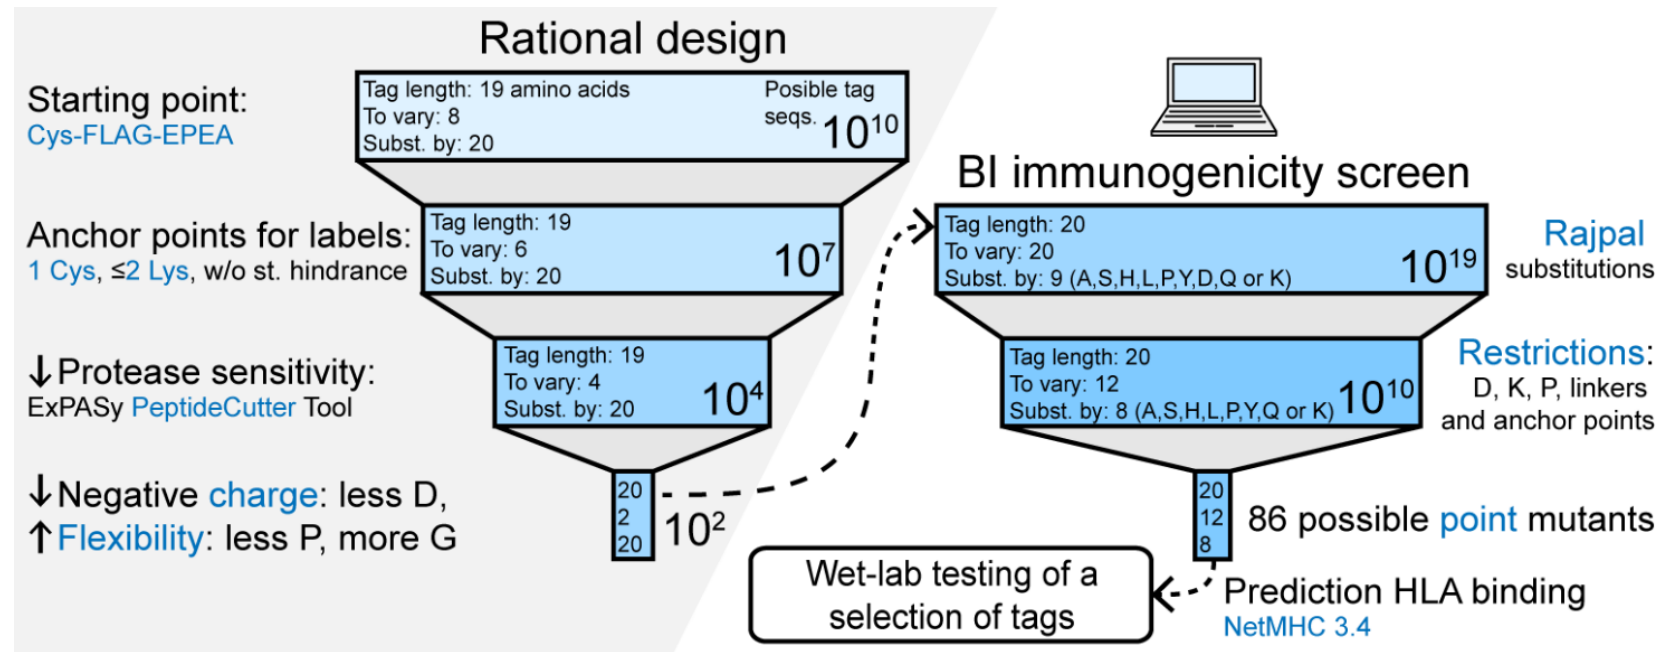 Rational design
Starting point:
Cys-FLAG-EPEA
Tag length: 19 amino acids
To vary: 8
Subst. by: 20
Posible tag
seqs. 10¹⁰
Anchor points for labels:
1 Cys, ≤2 Lys, w/o st. hindrance
Tag length: 19
To vary: 6
Subst. by: 20
10⁷
↓Protease sensitivity:
ExPASy PeptideCutter Tool
Tag length: 19
To vary: 4
Subst. by: 20
10⁴
↓Negative charge: less D,
↑Flexibility: less P, more G
20
2
20
10²
BI immunogenicity screen
Tag length: 20
To vary: 20
Subst. by: 9 (A,S,H,L,P,Y,D,Q or K)
10¹⁹
Rajpal
substitutions
Tag length: 20
To vary: 12
Subst. by: 8 (A,S,H,L,P,Y,Q or K)
10¹⁰
Restrictions:
D, K, P, linkers
and anchor points
20
12
8
86 possible point mutants
Prediction HLA binding
NetMHC 3.4
Wet-lab testing of a
selection of tags